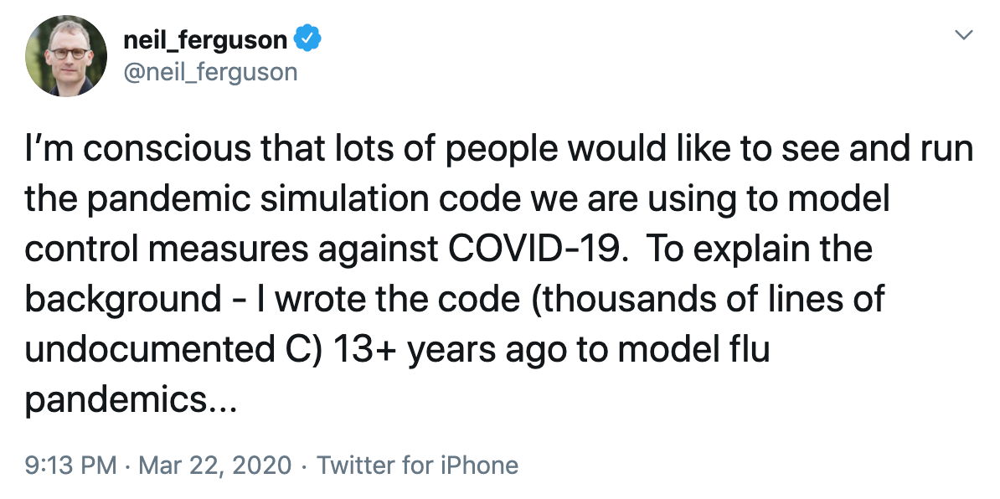 neil_ferguson
@neil_ferguson
I’m conscious that lots of people would like to see and run
the pandemic simulation code we are using to model
control measures against COVID-19.  To explain the
background - I wrote the code (thousands of lines of
undocumented C) 13+ years ago to model flu
pandemics...
9:13 PM · Mar 22, 2020 · Twitter for iPhone